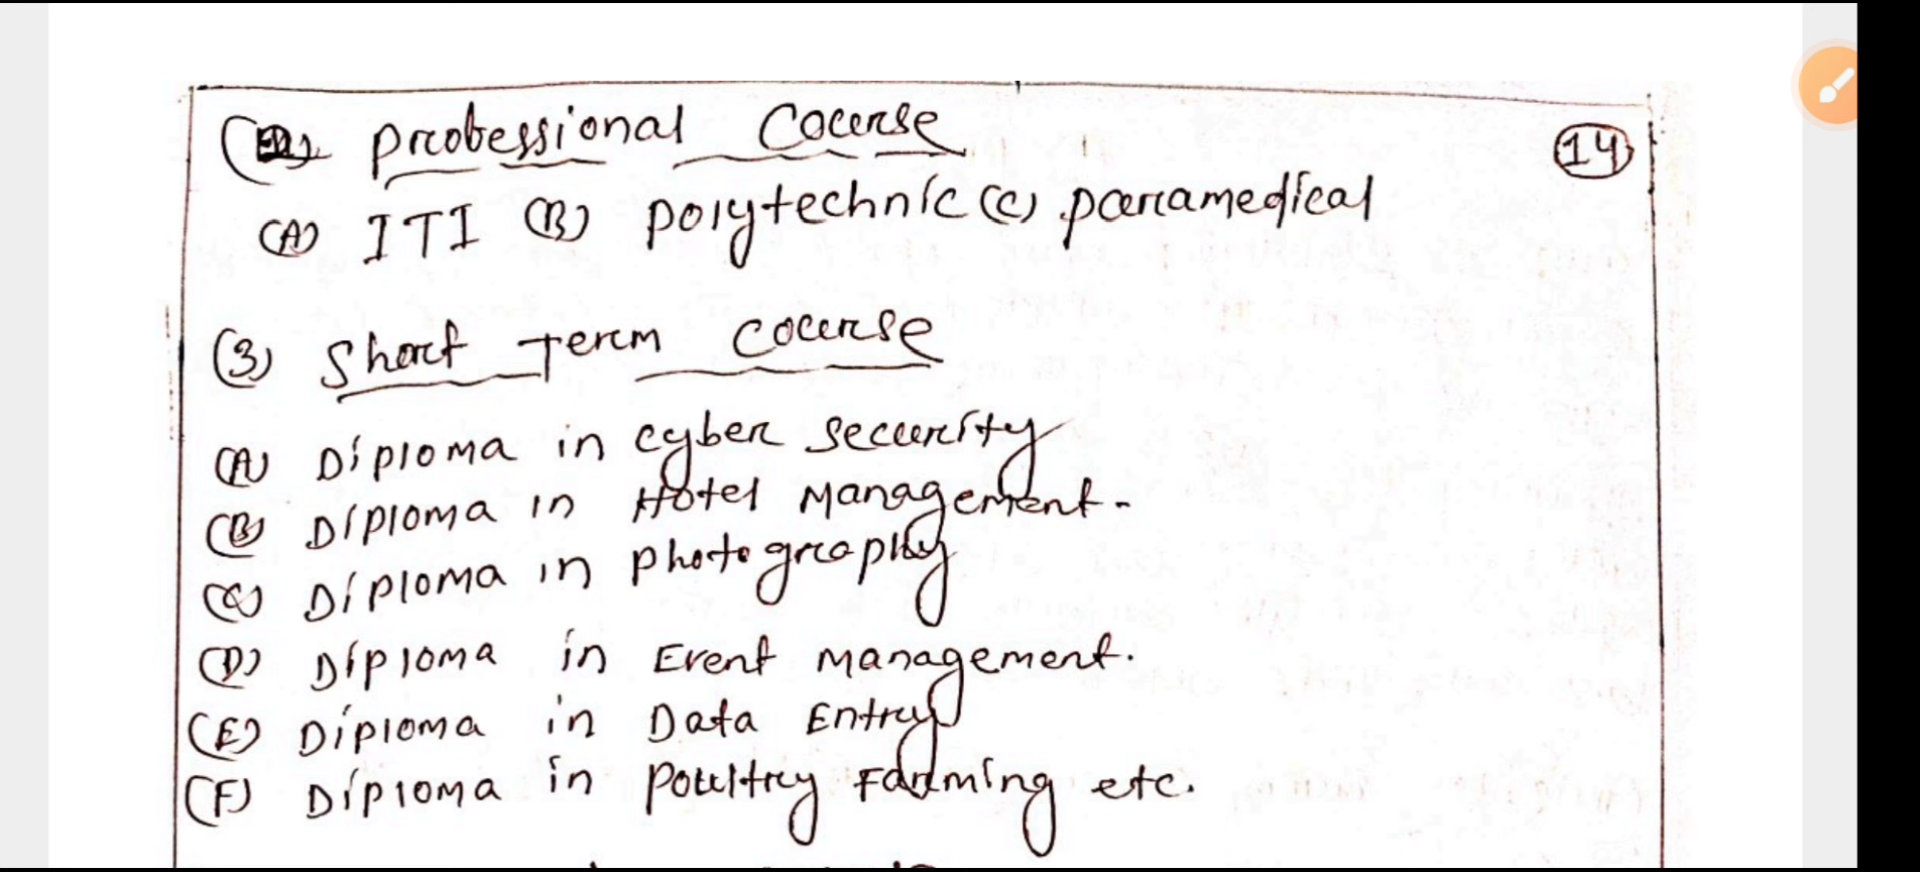 (2) Professional Course
14
(A) ITI (B) Polytechnic (C) paramedical
(3) Short Term Course
(A) Diploma in cyber security
(B) Diploma in Hotel Management-
(C) Diploma in photography
(D) Diploma in Event management.
(E) Diploma in Data Entry
(F) Diploma in Poultry Farming etc.